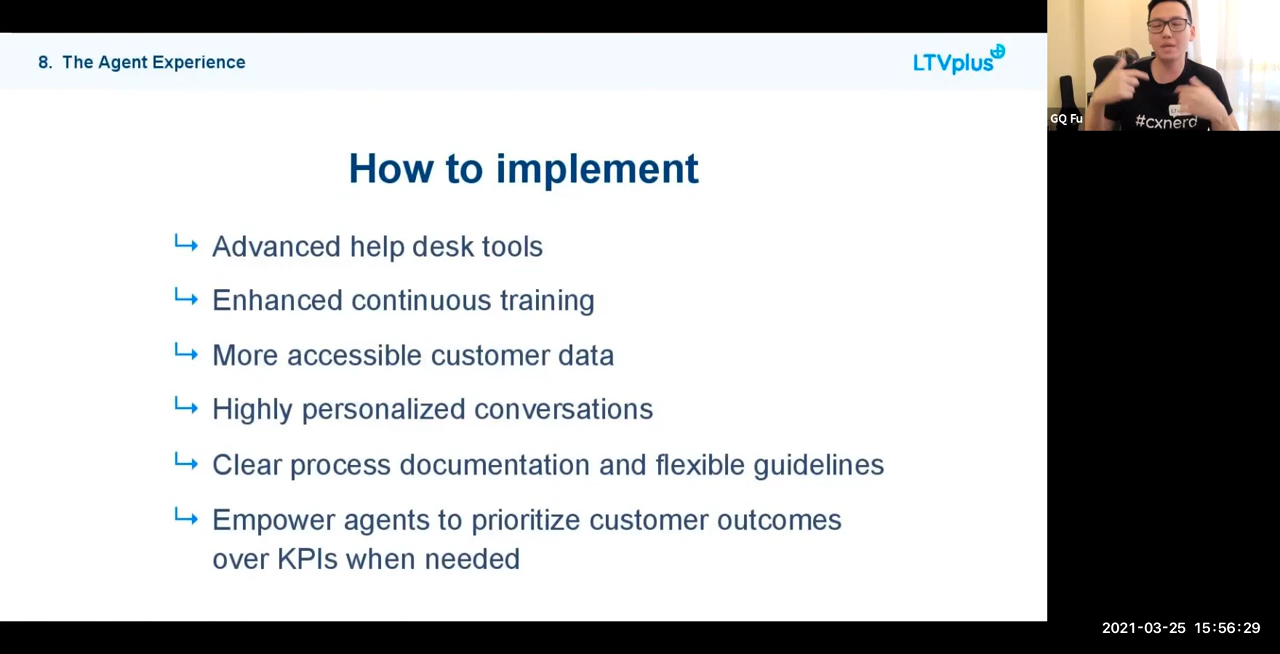 8. The Agent Experience
LTVplus
GQ Fu
#cxnerd
How to implement
Advanced help desk tools
Enhanced continuous training
More accessible customer data
Highly personalized conversations
Clear process documentation and flexible guidelines
Empower agents to prioritize customer outcomes
over KPIs when needed
2021-03-25 15:56:29